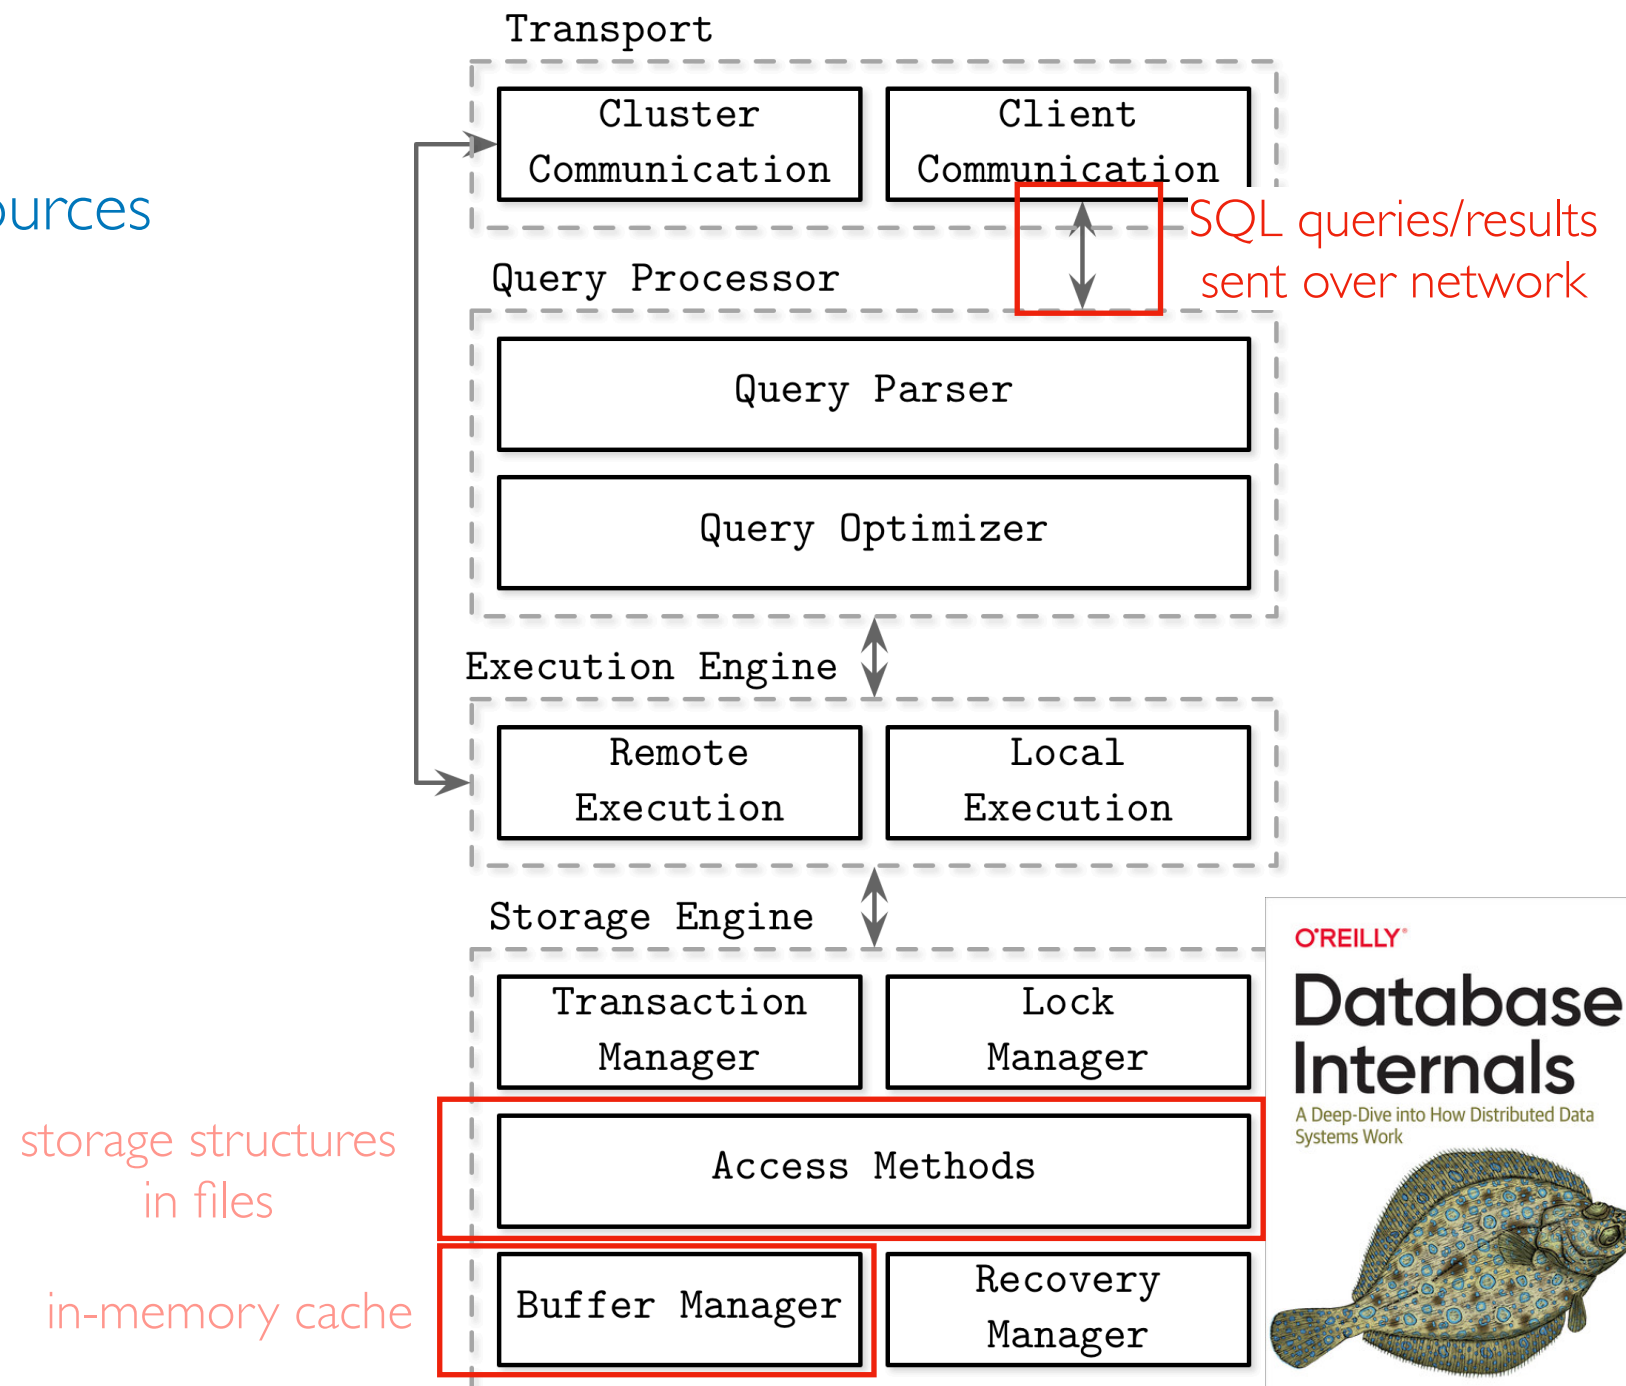 Transport
Cluster
Communication
Client
Communication
SQL queries/results
sent over network
Query Processor
Query Parser
Query Optimizer
Execution Engine
Remote
Execution
Local
Execution
Storage Engine
Transaction
Manager
Lock
Manager
storage structures
in files
Access Methods
in-memory cache
Buffer Manager
Recovery
Manager
O'REILLY®
Database
Internals
A Deep-Dive into How Distributed Data
Systems Work